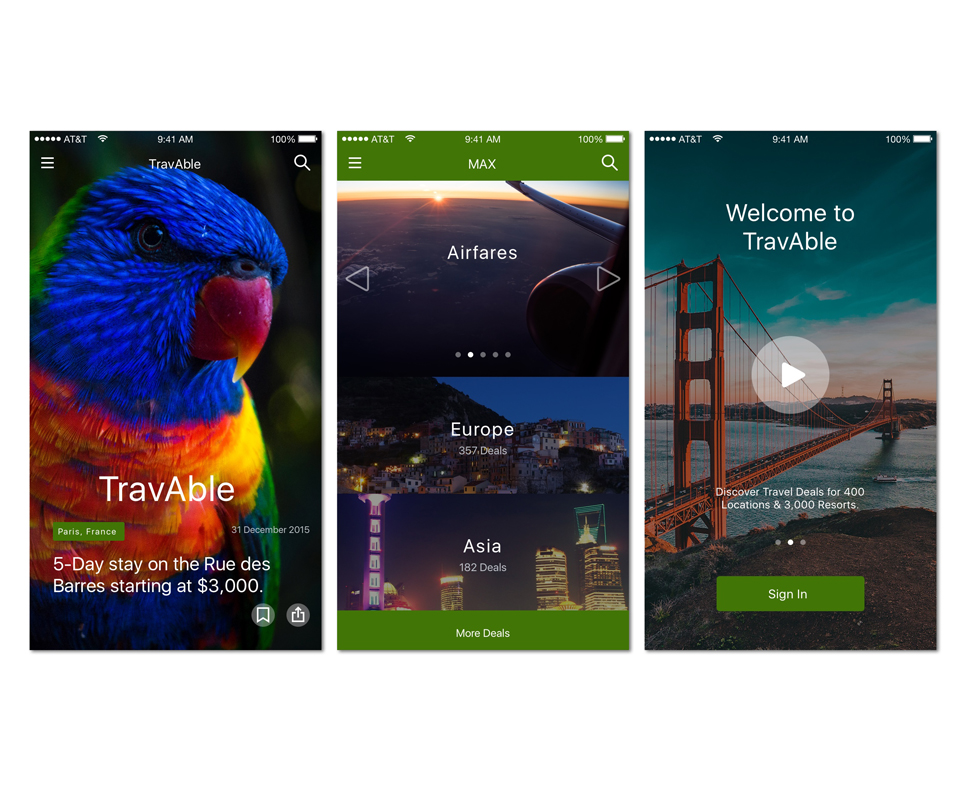 AT&T 9:41 AM 100%
TravAble
TravAble
Paris, France
31 December 2015
5-Day stay on the Rue des
Barres starting at $3,000.
AT&T 9:41 AM 100%
MAX
Airfares
Europe
357 Deals
Asia
182 Deals
More Deals
AT&T 9:41 AM 100%
Welcome to
TravAble
Discover Travel Deals for 400
Locations & 3,000 Resorts.
Sign In